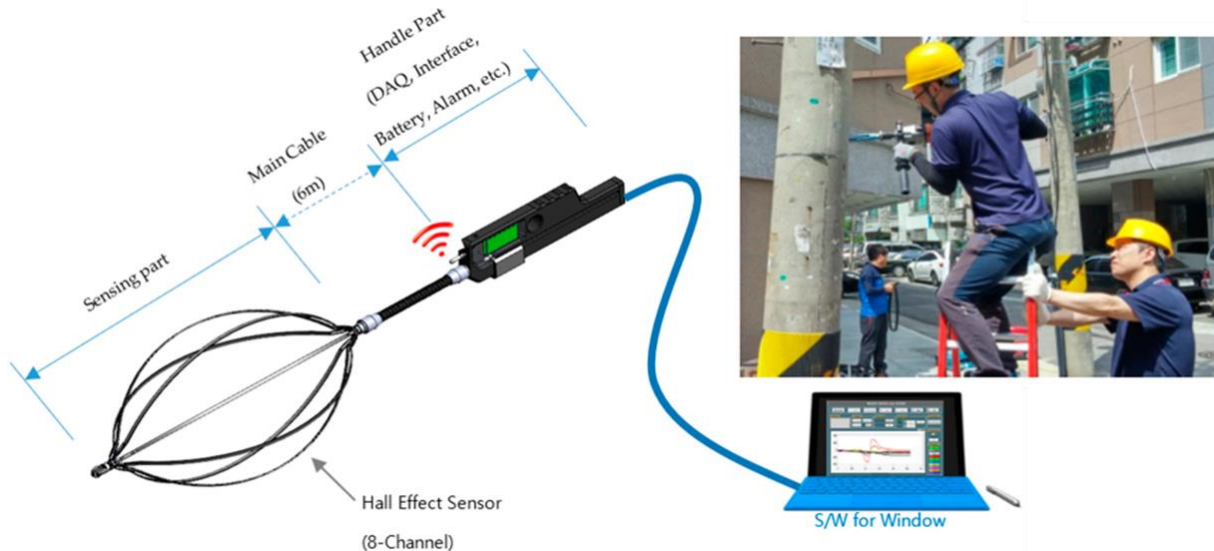 Handle Part
(DAQ, Interface,
Battery, Alarm, etc.)
Main Cable
(6m)
Sensing part
Hall Effect Sensor
(8-Channel)
S/W for Window